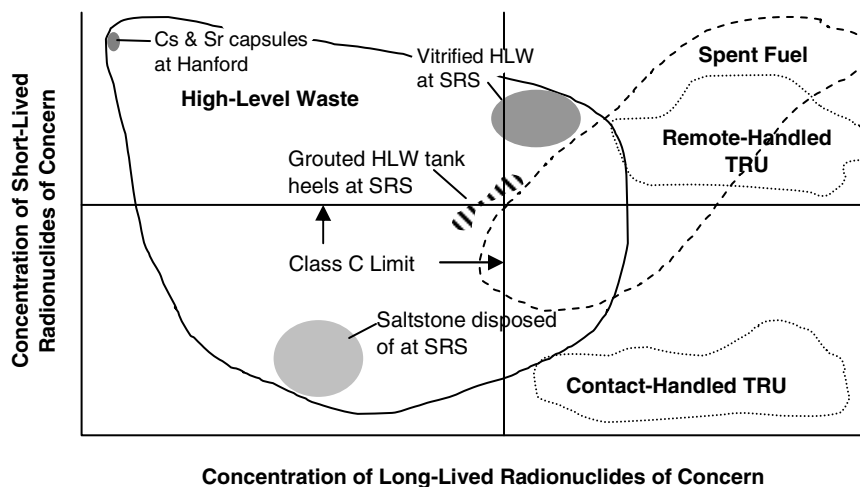 Cs & Sr capsules
at Hanford
Vitrified HLW
at SRS
Spent Fuel
High-Level Waste
Remote-Handled
TRU
Grouted HLW tank
heels at SRS
Class C Limit
Saltstone disposed
of at SRS
Contact-Handled TRU
Concentration of Short-Lived
Radionuclides of Concern
Concentration of Long-Lived Radionuclides of Concern